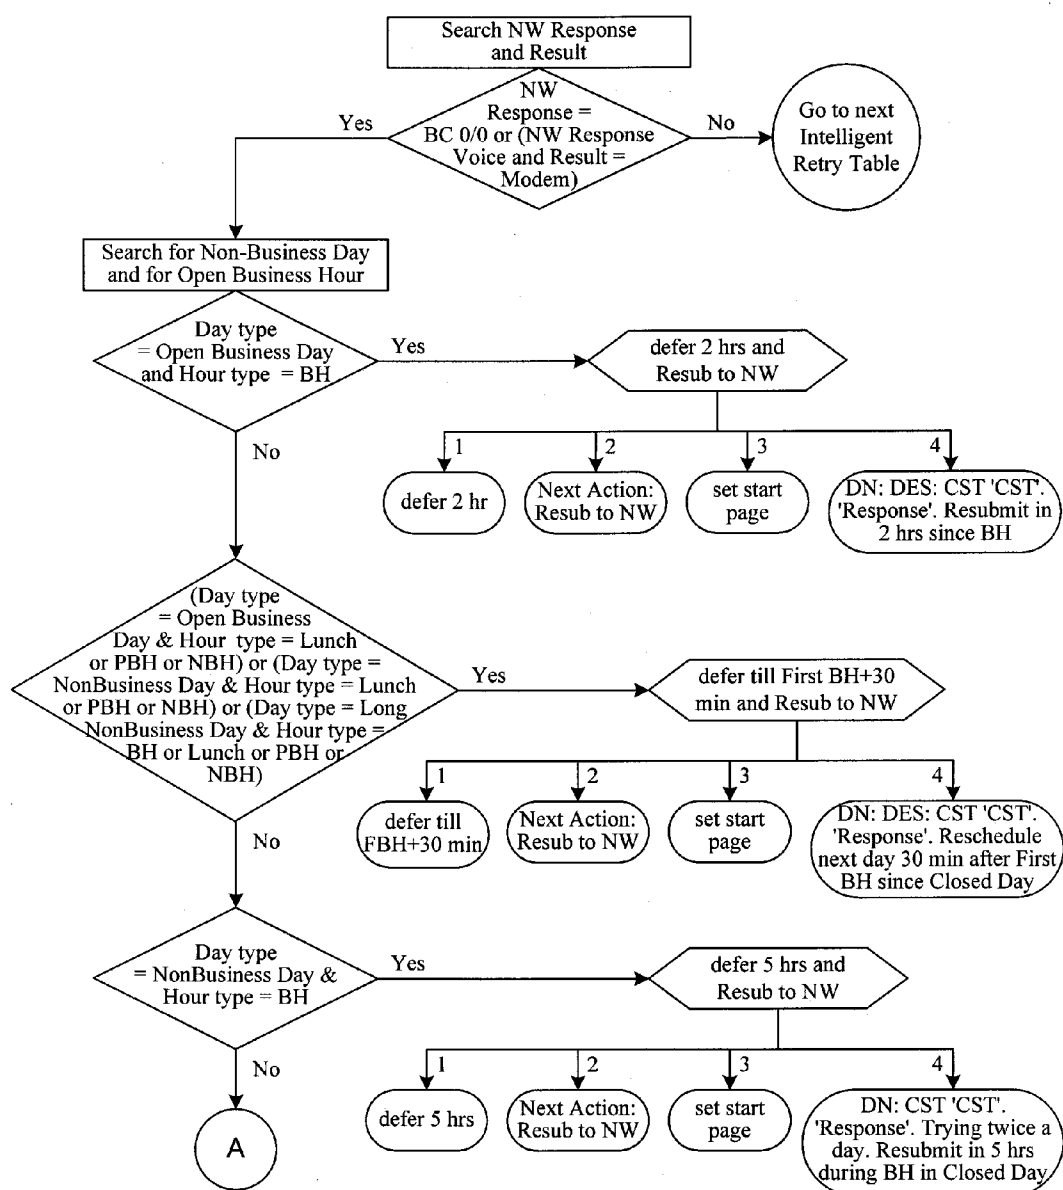 Search NW Response
and Result
NW
Response =
BC 0/0 or (NW Response
Voice and Result =
Modem)
Yes
No
Go to next
Intelligent
Retry Table
Search for Non-Business Day
and for Open Business Hour
Day type
= Open Business Day
and Hour type = BH
Yes
defer 2 hrs and
Resub to NW
No
1
2
3
4
defer 2 hr
Next Action:
Resub to NW
set start
page
DN: DES: CST 'CST'.
'Response'. Resubmit in
2 hrs since BH
(Day type
= Open Business
Day & Hour type = Lunch
or PBH or NBH) or (Day type =
NonBusiness Day & Hour type = Lunch
or PBH or NBH) or (Day type = Long
NonBusiness Day & Hour type =
BH or Lunch or PBH or
NBH)
Yes
defer till First BH+30
min and Resub to NW
No
1
2
3
4
defer till
FBH+30 min
Next Action:
Resub to NW
set start
page
DN: DES: CST 'CST'.
'Response'. Reschedule
next day 30 min after First
BH since Closed Day
Day type
= NonBusiness Day &
Hour type = BH
Yes
defer 5 hrs and
Resub to NW
No
1
2
3
4
defer 5 hrs
Next Action:
Resub to NW
set start
page
DN: CST 'CST'.
'Response'. Trying twice a
day. Resubmit in 5 hrs
during BH in Closed Day
A